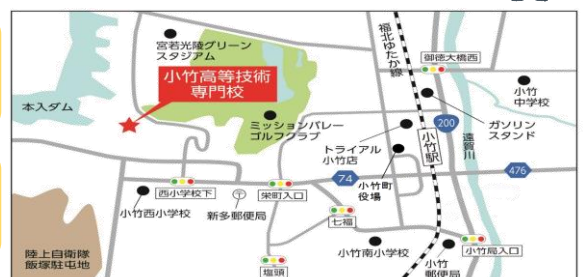 宮若光陵グリーン
スタジアム
小竹高等技術
専門校
本入ダム
ミッションバレー
ゴルフクラブ
福北ゆたか線
御徳大橋西
小竹
中学校
ガソリン
スタンド
200
遠賀川
トライアル
小竹店
小竹駅
小竹町
役場
74
476
西小学校下
栄町入口
小竹西小学校
新多郵便局
七福
小竹南小学校
小竹局入口
小竹
郵便局
陸上自衛隊
飯塚駐屯地
塩頭